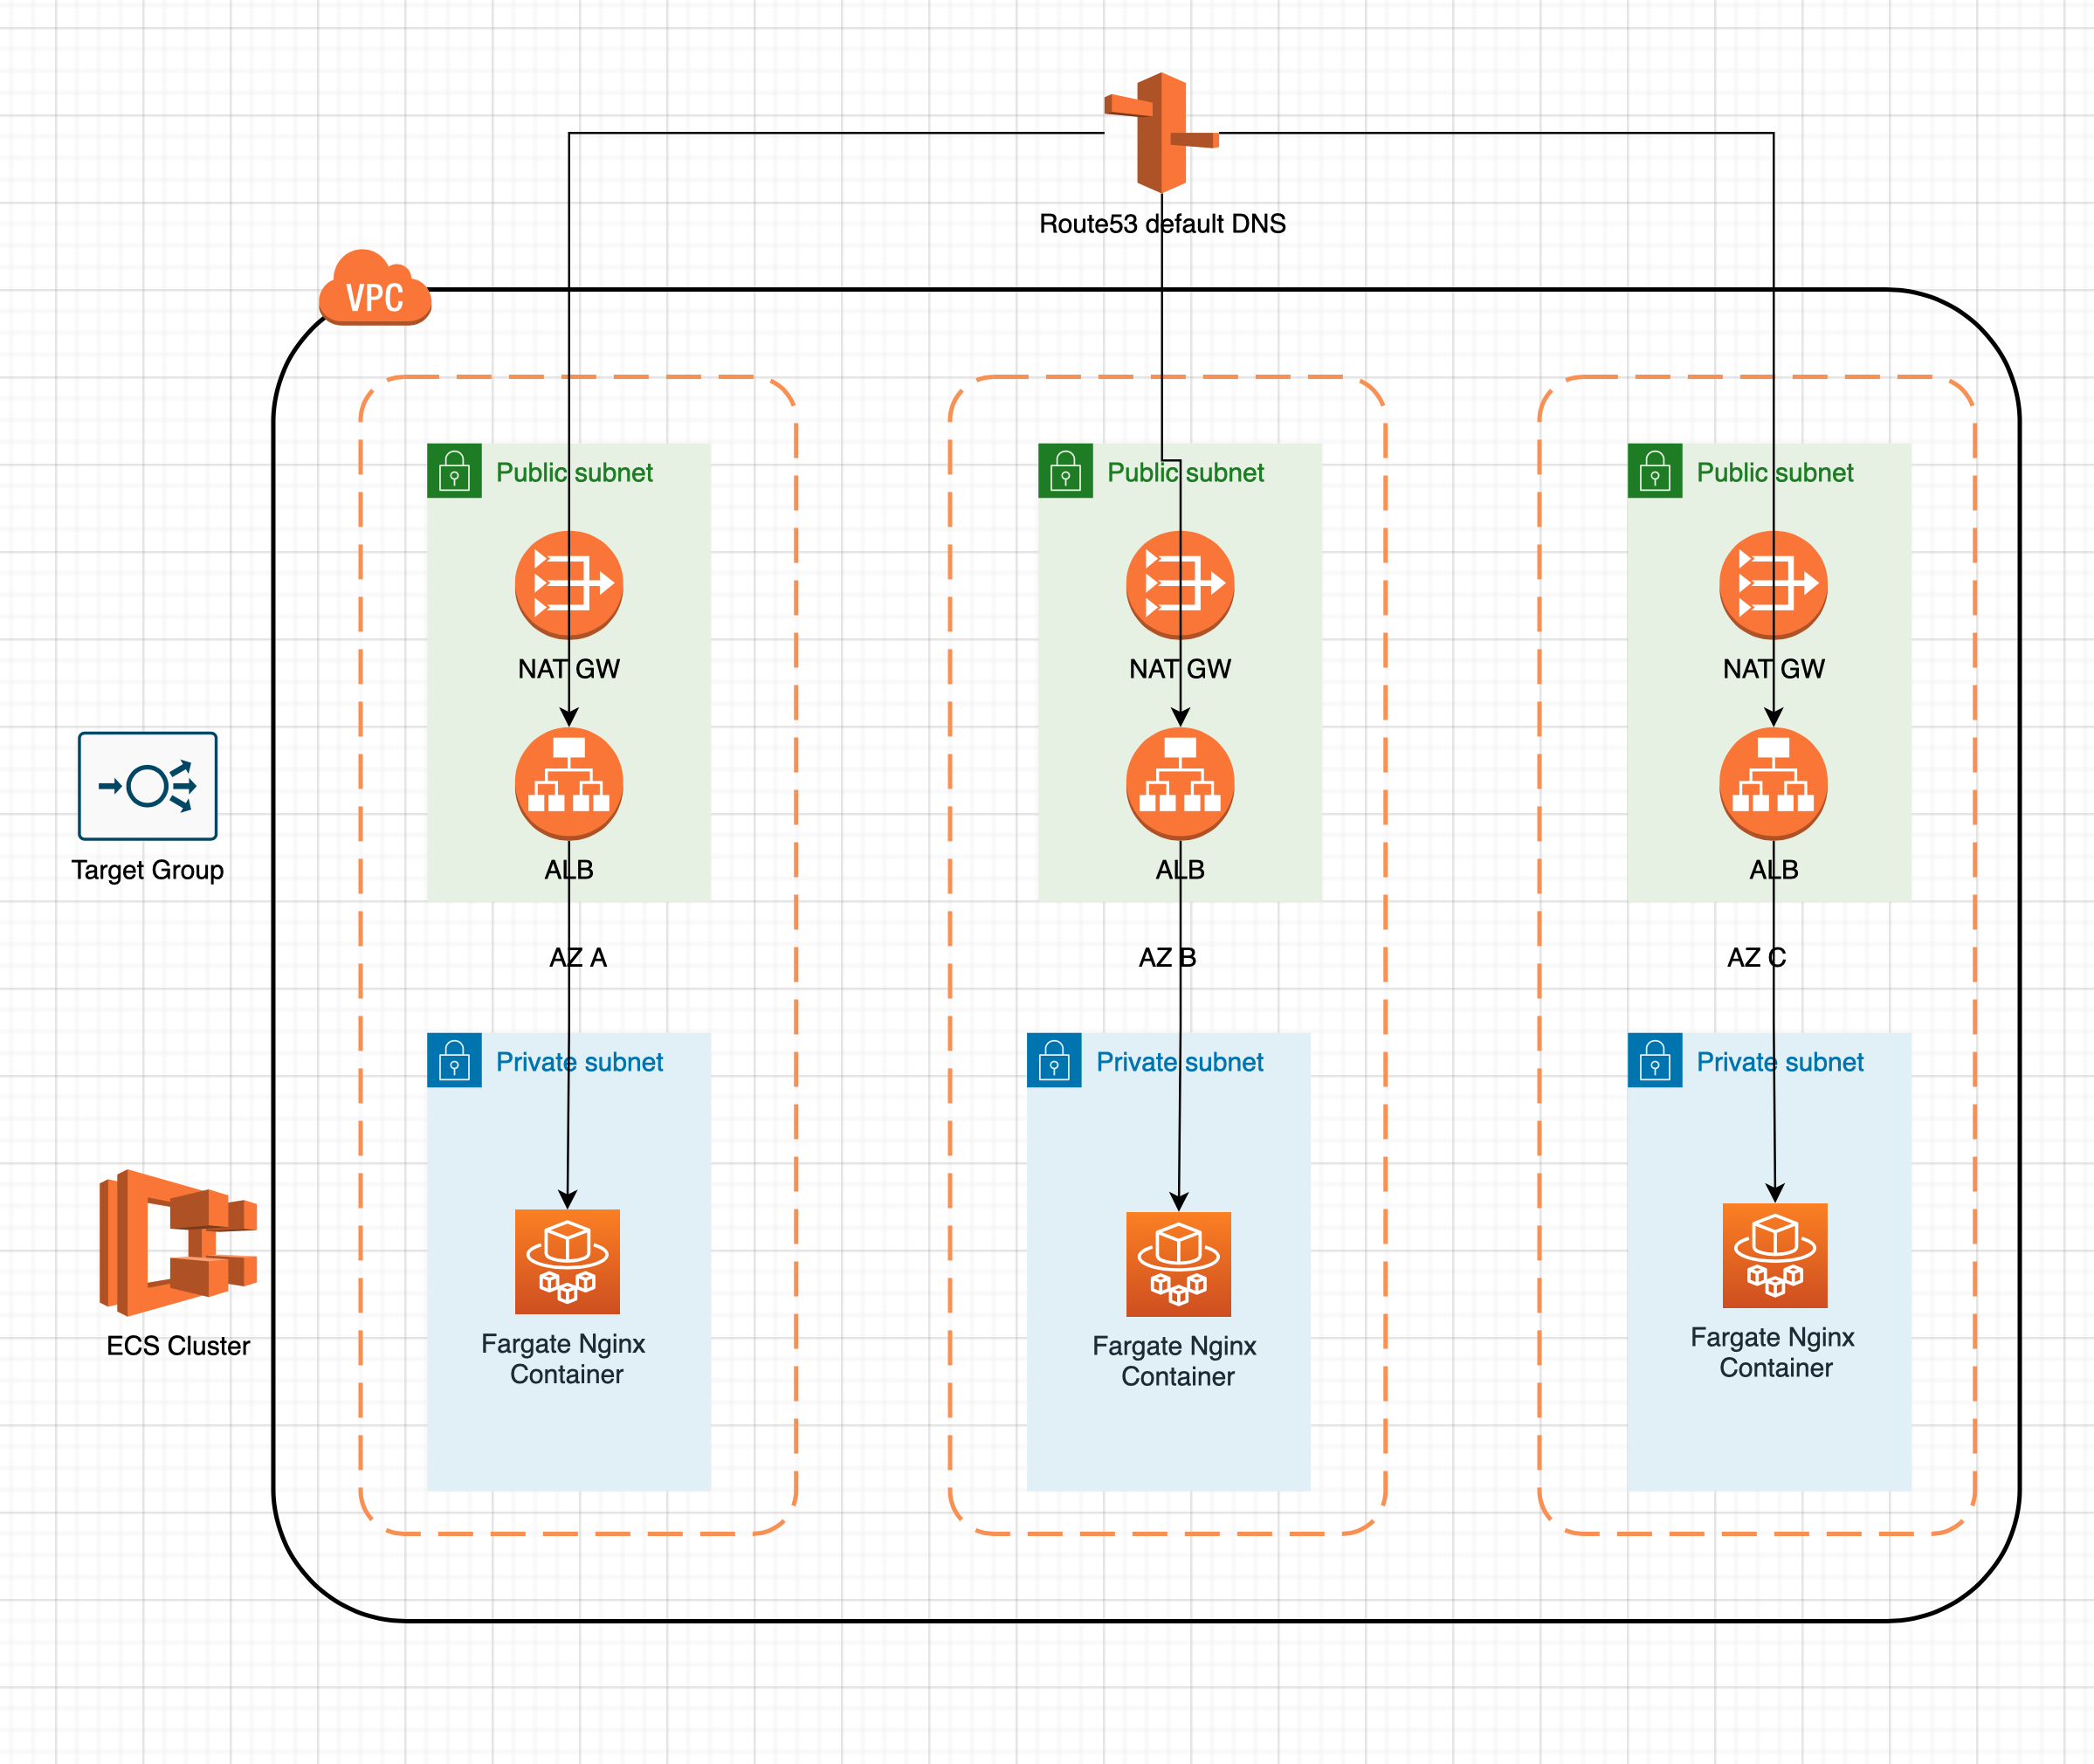 Route53 default DNS
VPC
Public subnet
Public subnet
Public subnet
NAT GW
NAT GW
NAT GW
Target Group
ALB
ALB
ALB
AZ A
AZ B
AZ C
Private subnet
Private subnet
Private subnet
ECS Cluster
Fargate Nginx
Container
Fargate Nginx
Container
Fargate Nginx
Container